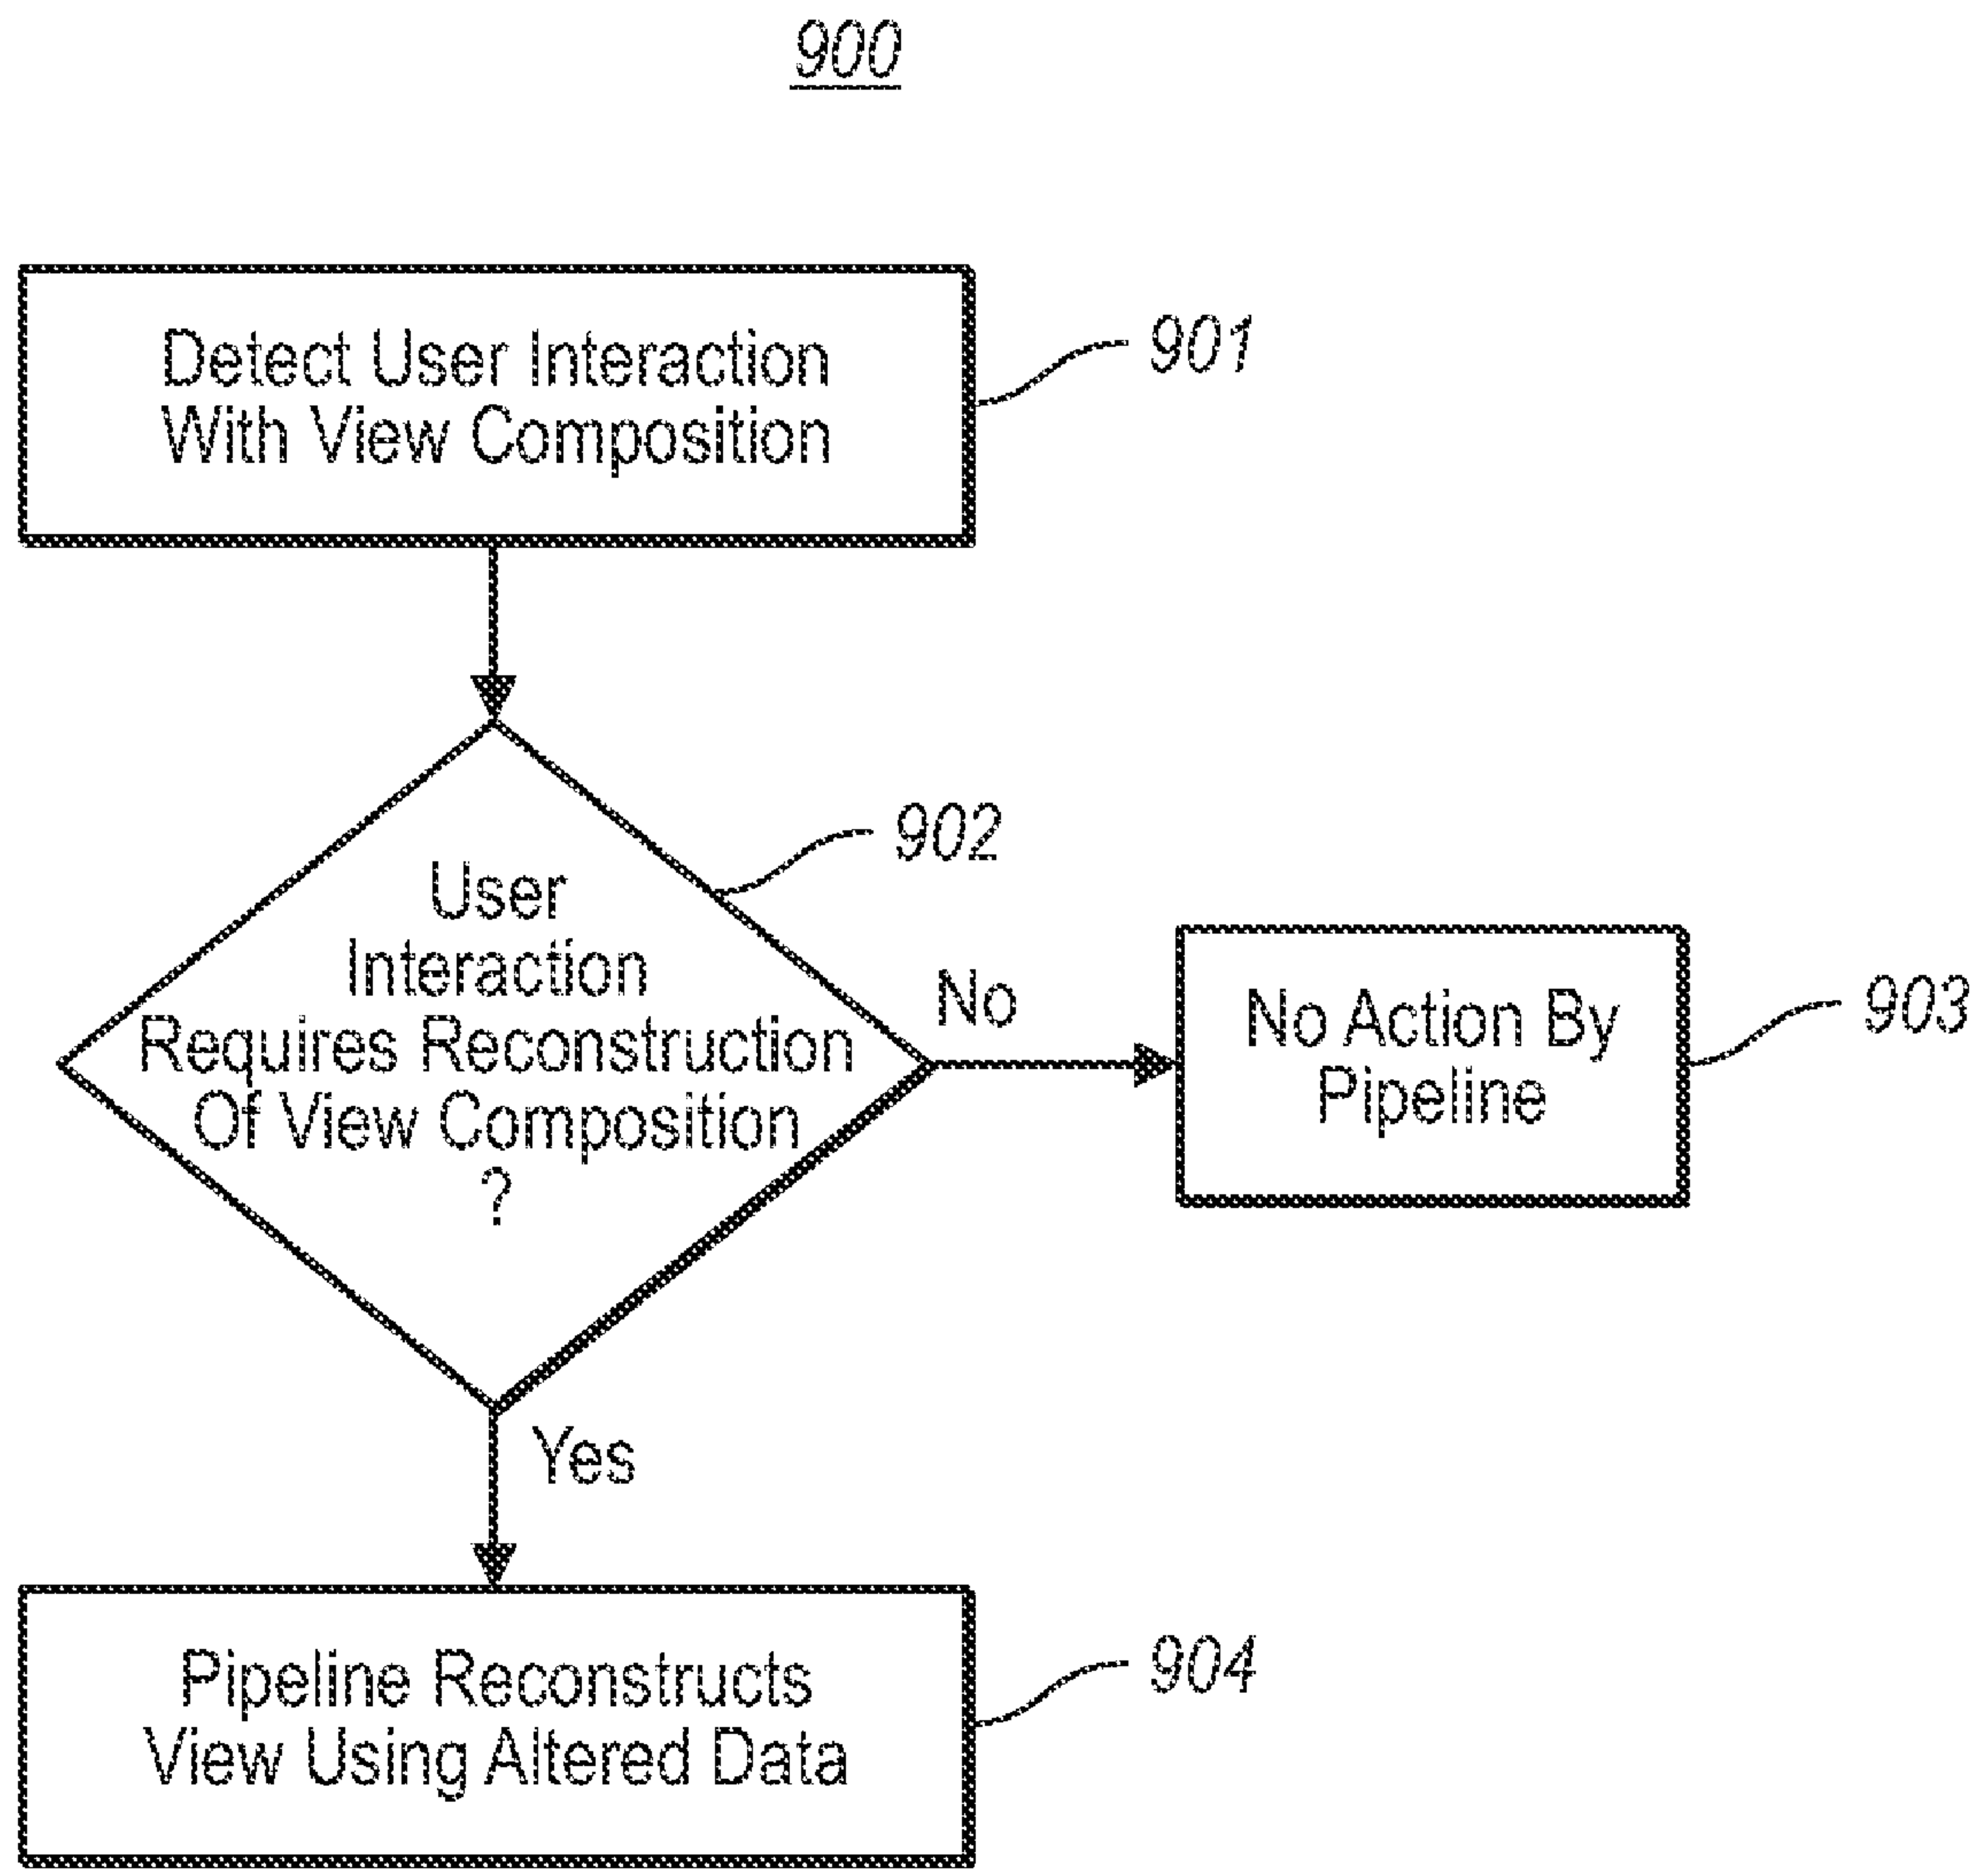 900
Detect User Interaction
With View Composition
901
User
Interaction
Requires Reconstruction
Of View Composition
?
902
No
No Action By
Pipeline
903
Yes
Pipeline Reconstructs
View Using Altered Data
904